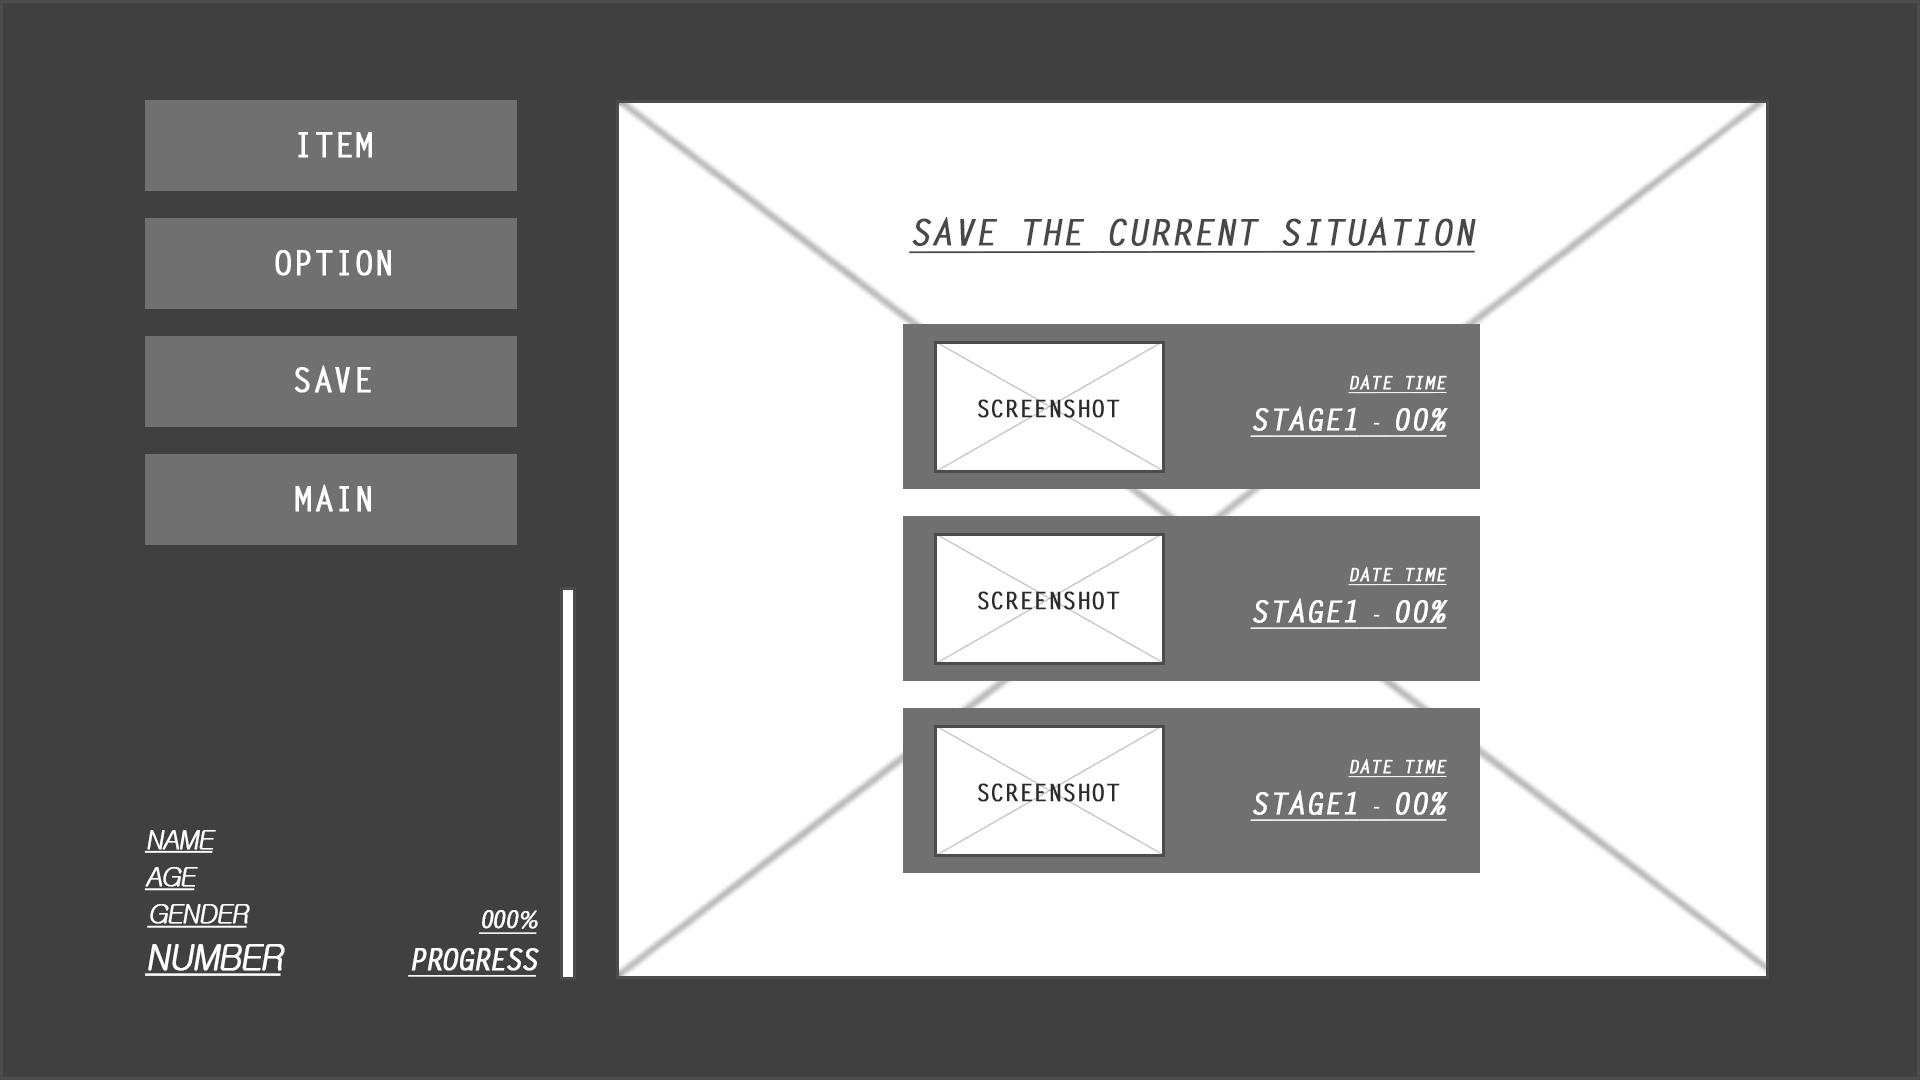 ITEM
OPTION
SAVE
MAIN
NAME
AGE
GENDER
NUMBER
000%
PROGRESS
SAVE THE CURRENT SITUATION
SCREENSHOT
DATE TIME
STAGE1 - 00%
SCREENSHOT
DATE TIME
STAGE1 - 00%
SCREENSHOT
DATE TIME
STAGE1 - 00%